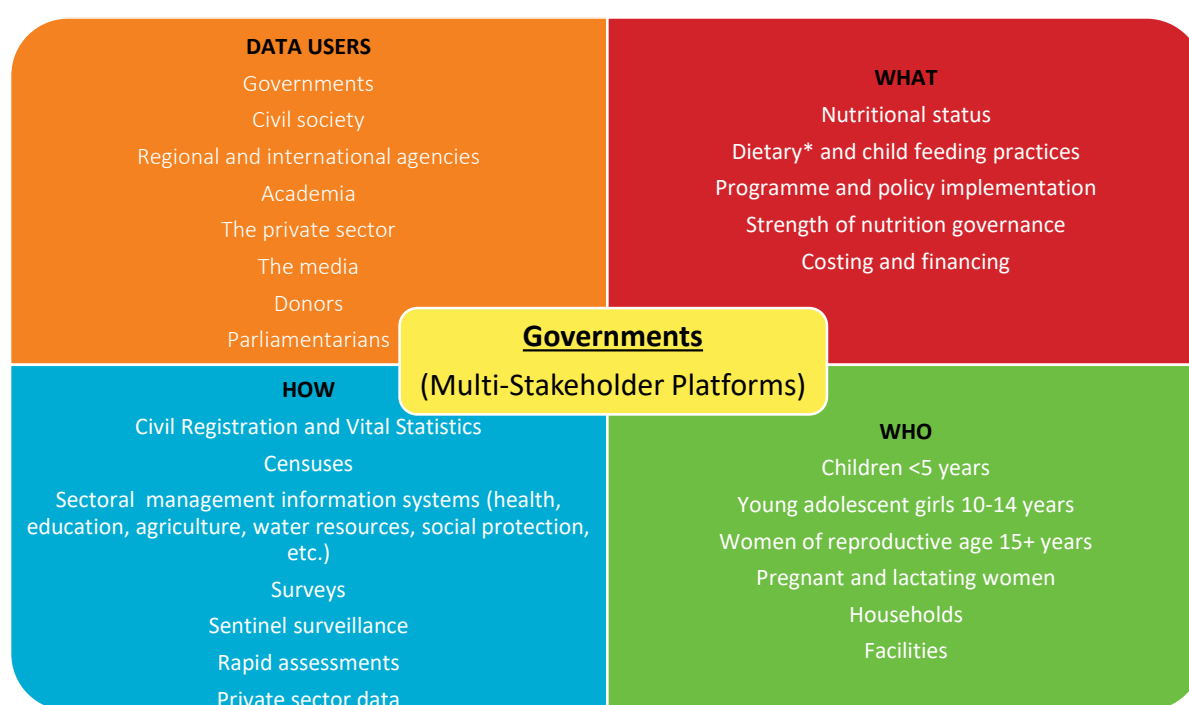 DATA USERS
Governments
Civil society
Regional and international agencies
Academia
The private sector
The media
Donors
Parliamentarians
WHAT
Nutritional status
Dietary* and child feeding practices
Programme and policy implementation
Strength of nutrition governance
Costing and financing
Governments
(Multi-Stakeholder Platforms)
HOW
Civil Registration and Vital Statistics
Censuses
Sectoral management information systems (health,
education, agriculture, water resources, social protection,
etc.)
Surveys
Sentinel surveillance
Rapid assessments
Private sector data
WHO
Children <5 years
Young adolescent girls 10-14 years
Women of reproductive age 15+ years
Pregnant and lactating women
Households
Facilities